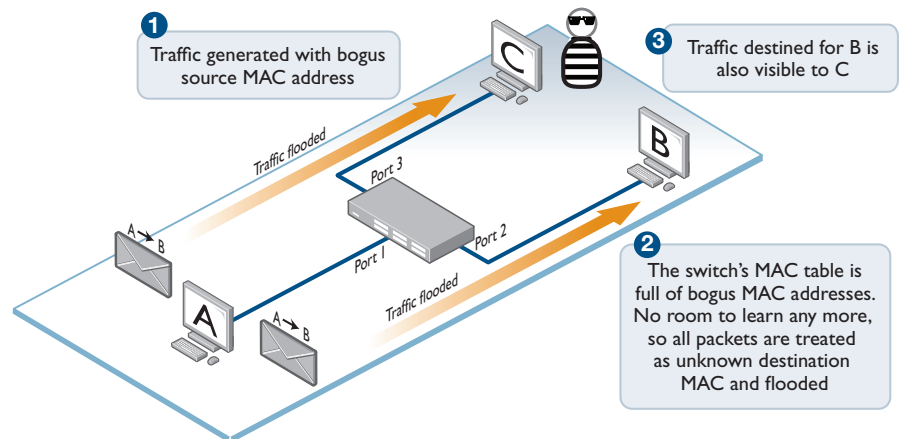 1
Traffic generated with bogus
source MAC address
C
3
Traffic destined for B is
also visible to C
B
Traffic flooded
Port 3
Port 2
Port 1
A → B
A
A → B
Traffic flooded
2
The switch’s MAC table is
full of bogus MAC addresses.
No room to learn any more,
so all packets are treated
as unknown destination
MAC and flooded